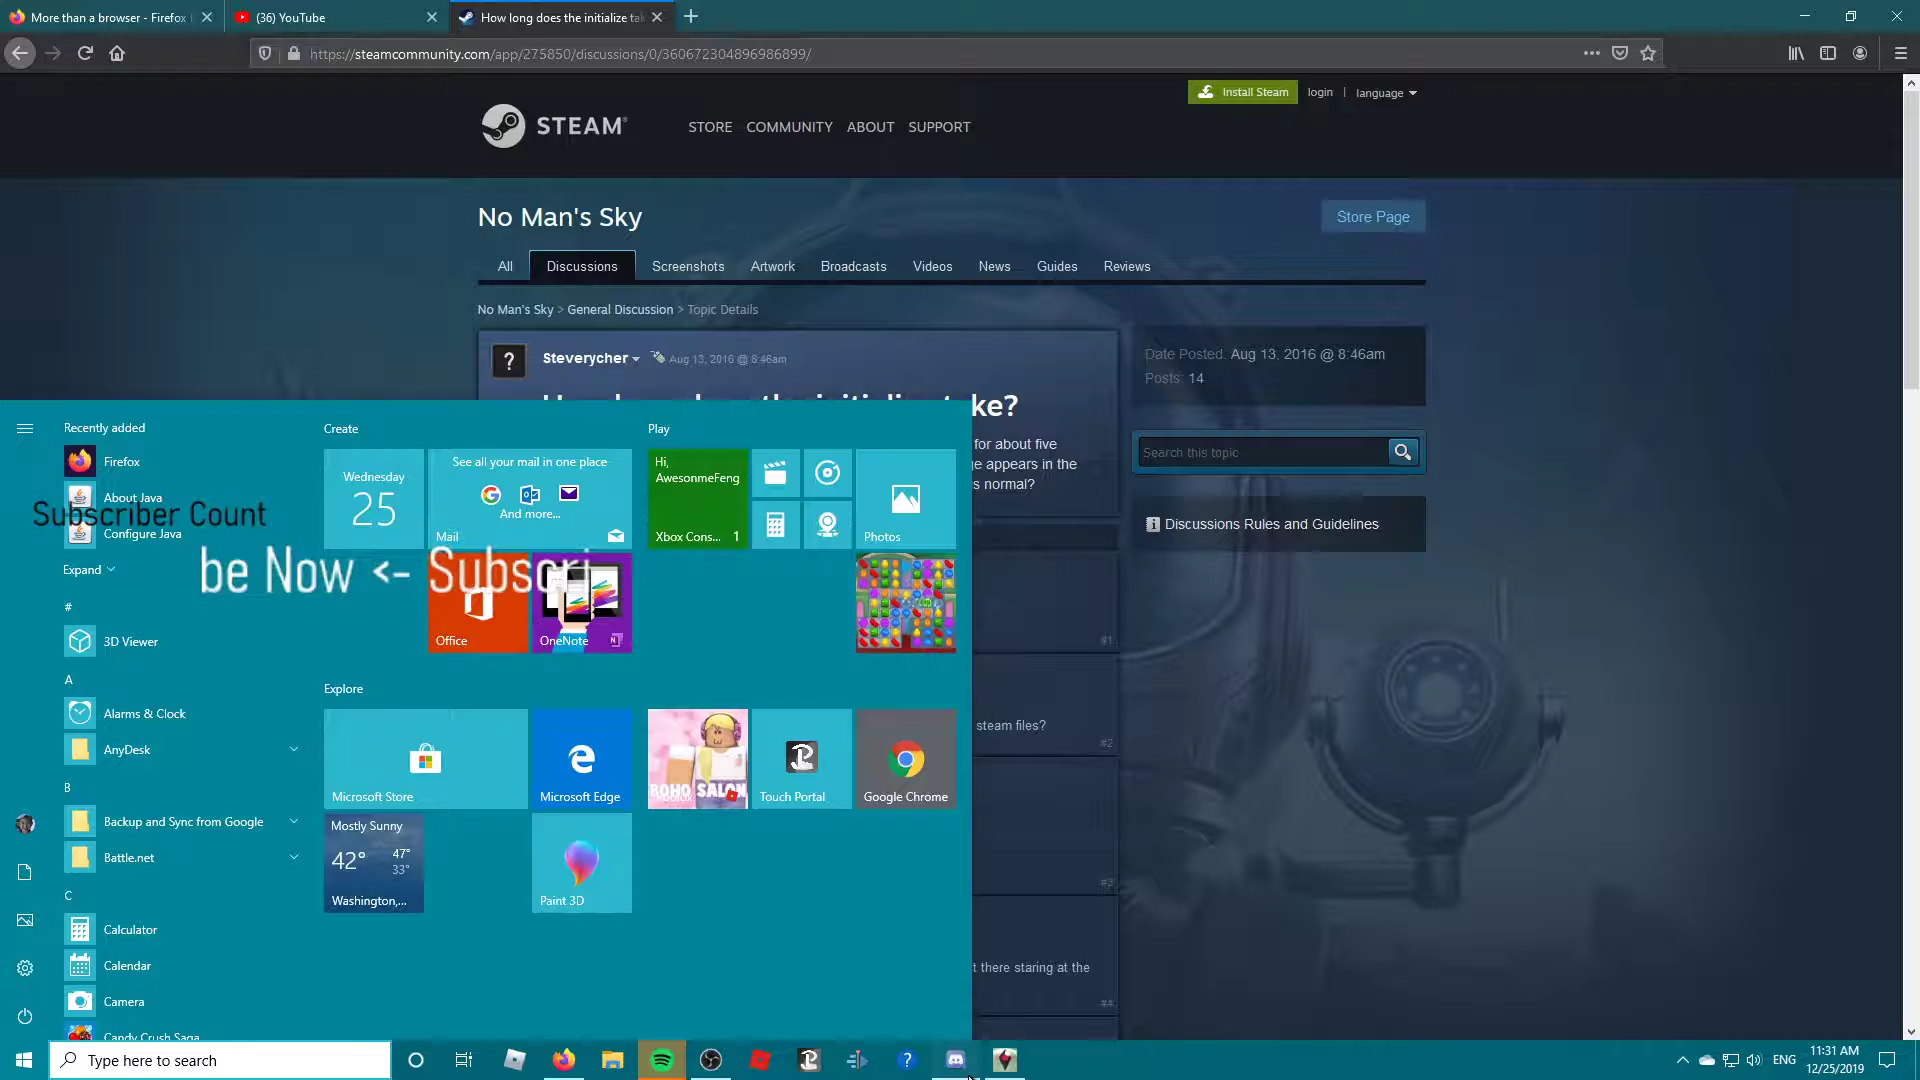 More than a browser - Firefox
(36) YouTube
How long does the initialize tak
https://steamcommunity.com/app/275850/discussions/0/360672304896986899/
Install Steam
login
language
STEAM
STORE
COMMUNITY
ABOUT
SUPPORT
No Man's Sky
Store Page
All
Discussions
Screenshots
Artwork
Broadcasts
Videos
News
Guides
Reviews
No Man's Sky > General Discussion > Topic Details
Steverycher
Aug 13, 2016 @ 8:46am
ke?
for about five
e appears in the
s normal?
Date Posted: Aug 13, 2016 @ 8:46am
Posts: 14
Search this topic
Discussions Rules and Guidelines
#1
steam files?
#2
#3
t there staring at the
#4
Recently added
Firefox
About Java
Subscriber Count
Configure Java
be Now <- Subscri
Expand
#
3D Viewer
A
Alarms & Clock
AnyDesk
B
Backup and Sync from Google
Battle.net
C
Calculator
Calendar
Camera
Candy Crush Saga
Create
Wednesday
25
See all your mail in one place
And more...
Mail
Office
OneNote
Explore
Microsoft Store
Microsoft Edge
Mostly Sunny
42°
47°
33°
Washington,...
Paint 3D
Play
Hi,
AwesonmeFeng
Xbox Cons...
1
Photos
BOHO SALON
Touch Portal
Google Chrome
Type here to search
ENG
11:31 AM
12/25/2019